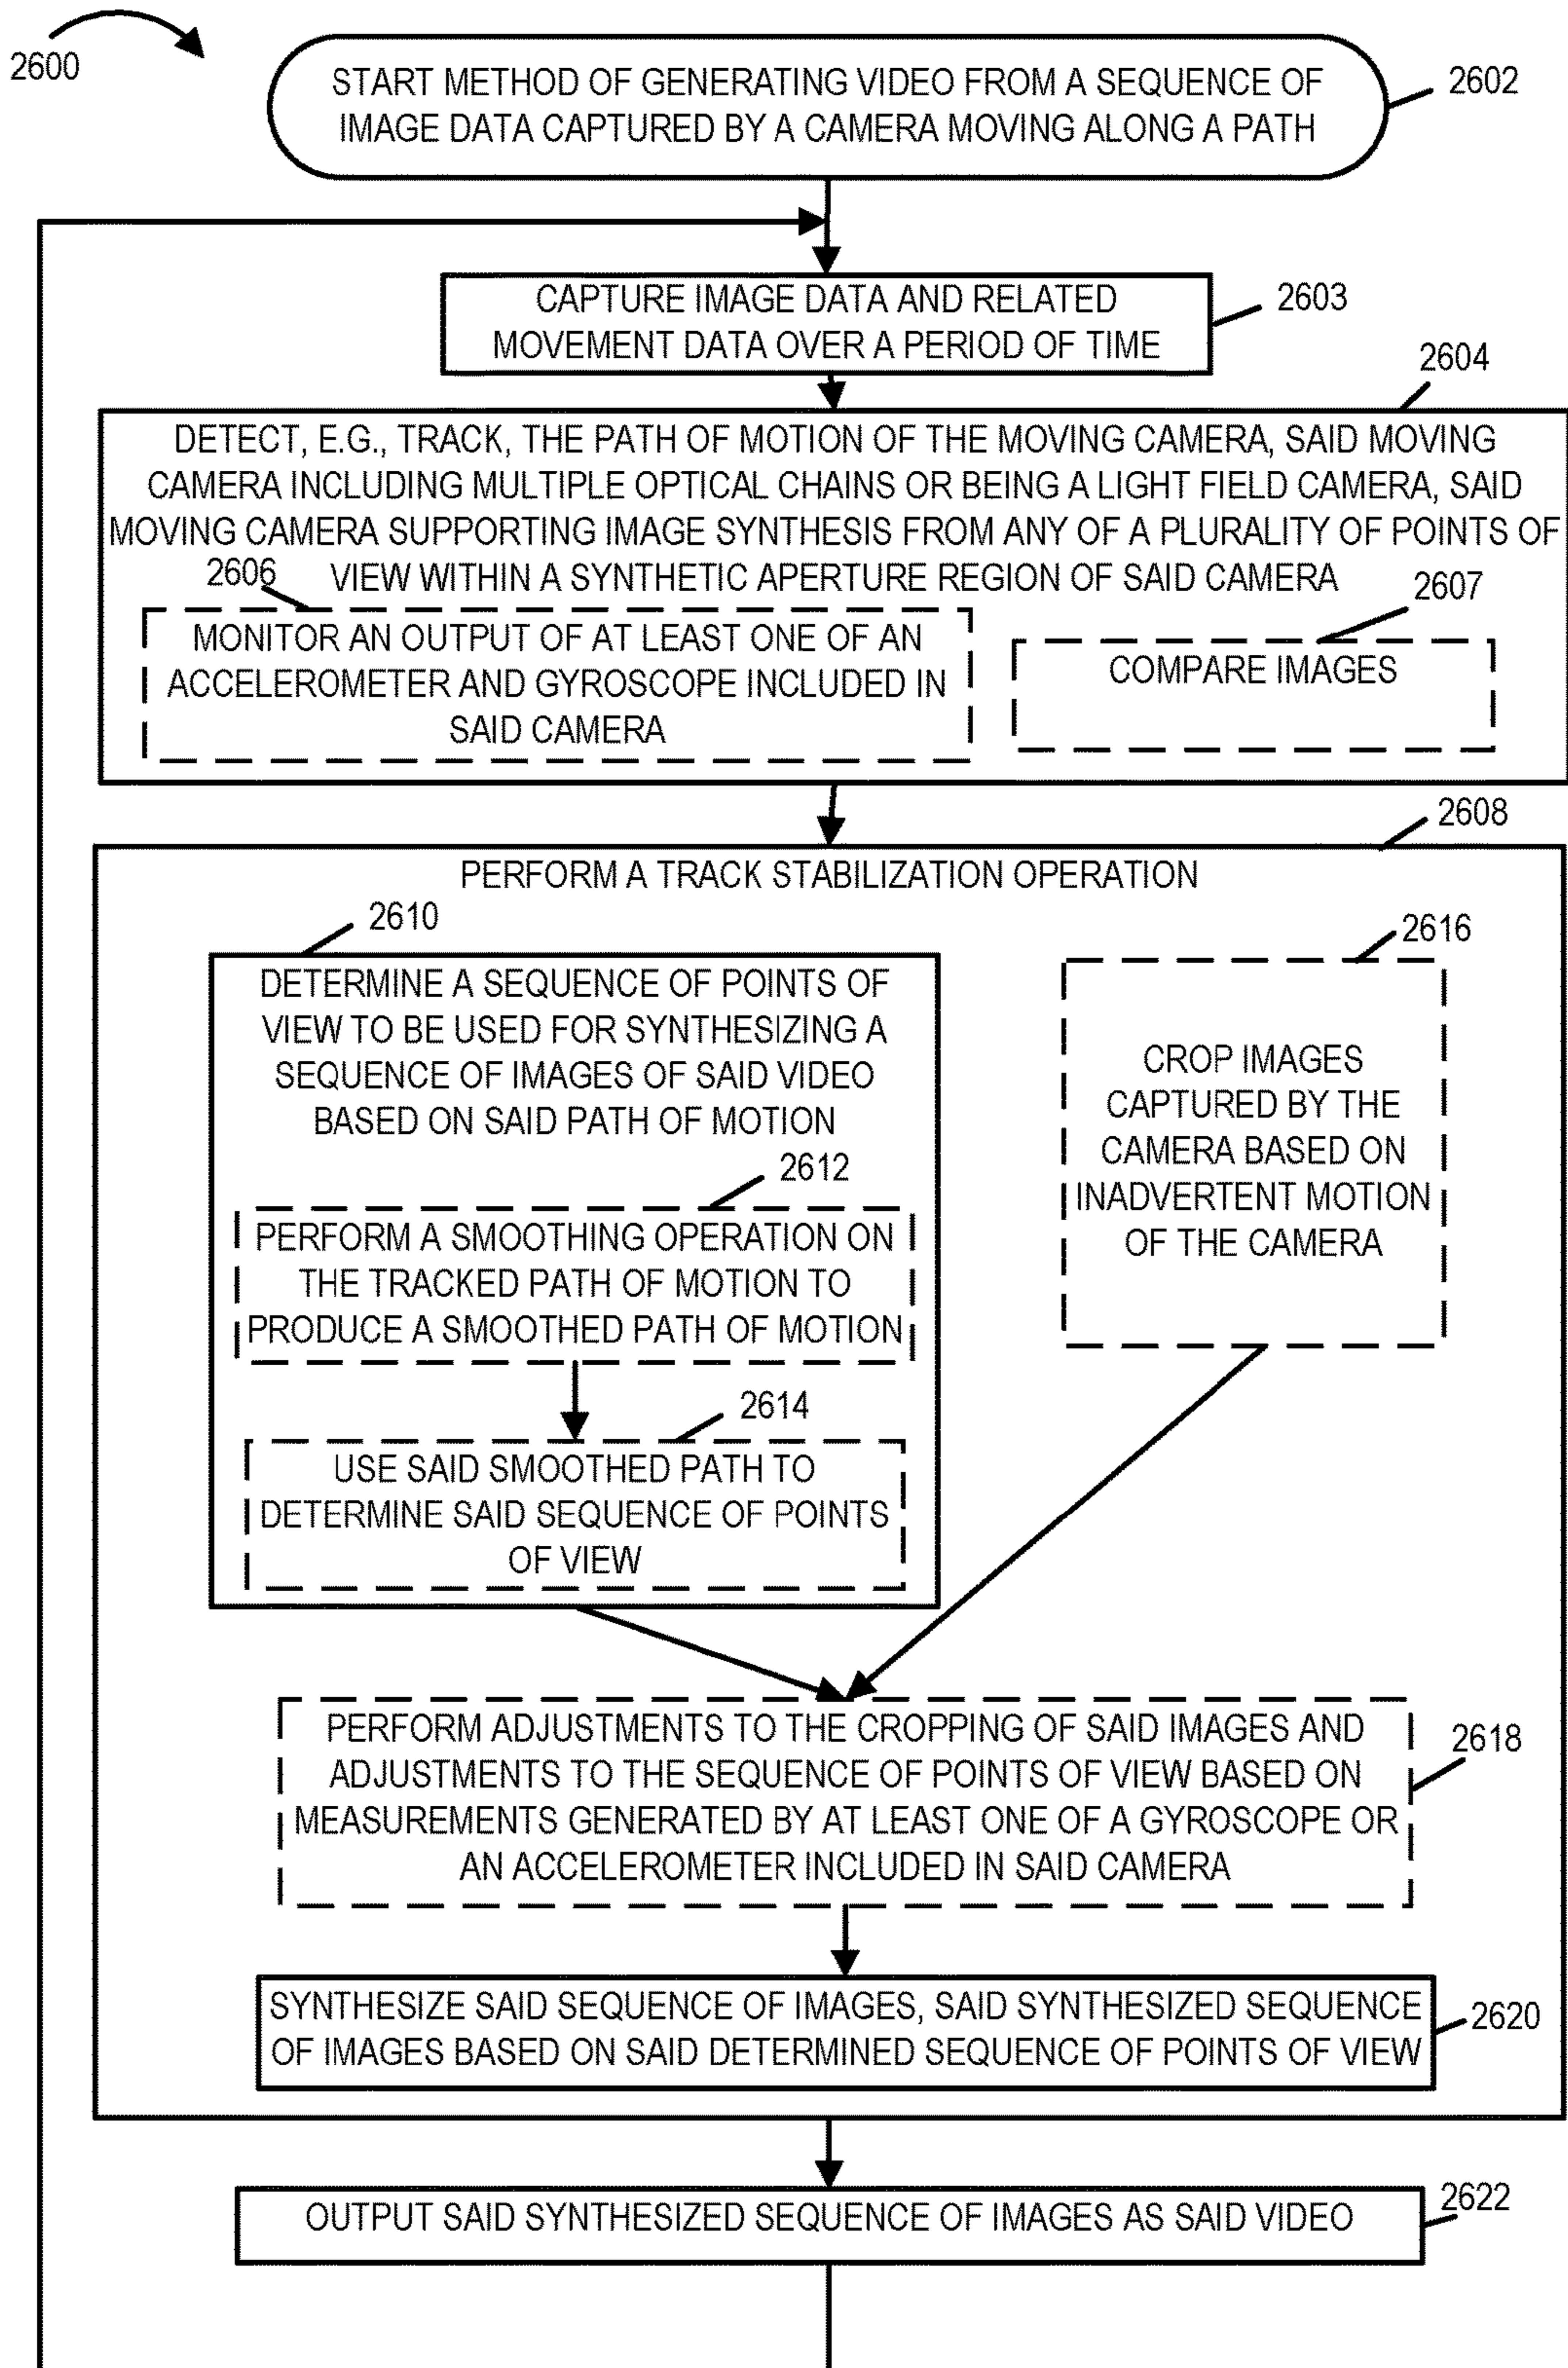 2600
START METHOD OF GENERATING VIDEO FROM A SEQUENCE OF
IMAGE DATA CAPTURED BY A CAMERA MOVING ALONG A PATH
2602
CAPTURE IMAGE DATA AND RELATED
MOVEMENT DATA OVER A PERIOD OF TIME
2603
2604
DETECT, E.G., TRACK, THE PATH OF MOTION OF THE MOVING CAMERA, SAID MOVING
CAMERA INCLUDING MULTIPLE OPTICAL CHAINS OR BEING A LIGHT FIELD CAMERA, SAID
MOVING CAMERA SUPPORTING IMAGE SYNTHESIS FROM ANY OF A PLURALITY OF POINTS OF
VIEW WITHIN A SYNTHETIC APERTURE REGION OF SAID CAMERA
2606
MONITOR AN OUTPUT OF AT LEAST ONE OF AN
ACCELEROMETER AND GYROSCOPE INCLUDED IN
SAID CAMERA
2607
COMPARE IMAGES
2608
PERFORM A TRACK STABILIZATION OPERATION
2610
DETERMINE A SEQUENCE OF POINTS OF
VIEW TO BE USED FOR SYNTHESIZING A
SEQUENCE OF IMAGES OF SAID VIDEO
BASED ON SAID PATH OF MOTION
2612
PERFORM A SMOOTHING OPERATION ON
THE TRACKED PATH OF MOTION TO
PRODUCE A SMOOTHED PATH OF MOTION
2614
USE SAID SMOOTHED PATH TO
DETERMINE SAID SEQUENCE OF POINTS
OF VIEW
2616
CROP IMAGES
CAPTURED BY THE
CAMERA BASED ON
INADVERTENT MOTION
OF THE CAMERA
PERFORM ADJUSTMENTS TO THE CROPPING OF SAID IMAGES AND
ADJUSTMENTS TO THE SEQUENCE OF POINTS OF VIEW BASED ON
MEASUREMENTS GENERATED BY AT LEAST ONE OF A GYROSCOPE OR
AN ACCELEROMETER INCLUDED IN SAID CAMERA
2618
SYNTHESIZE SAID SEQUENCE OF IMAGES, SAID SYNTHESIZED SEQUENCE
OF IMAGES BASED ON SAID DETERMINED SEQUENCE OF POINTS OF VIEW
2620
OUTPUT SAID SYNTHESIZED SEQUENCE OF IMAGES AS SAID VIDEO
2622